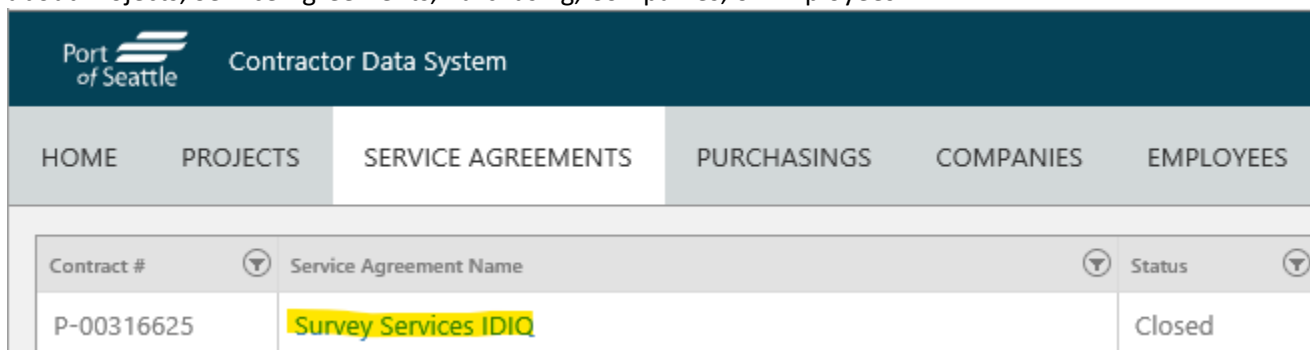 Port
of Seattle
Contractor Data System
HOME PROJECTS SERVICE AGREEMENTS PURCHASINGS COMPANIES EMPLOYEES
Contract # Service Agreement Name Status
P-00316625 Survey Services IDIQ Closed